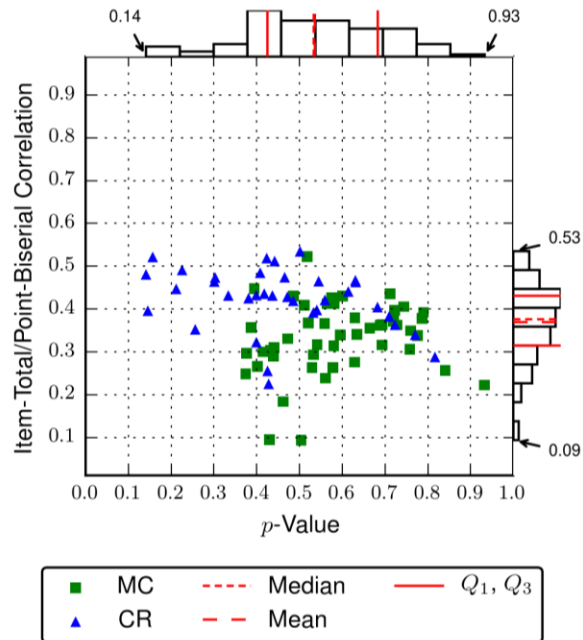 0.14
0.93
Item-Total/Point-Biserial Correlation
0.9
0.8
0.7
0.6
0.5
0.4
0.3
0.2
0.1
0.53
0.09
0.0 0.1 0.2 0.3 0.4 0.5 0.6 0.7 0.8 0.9 1.0
p-Value
MC Median Q1, Q3
CR Mean